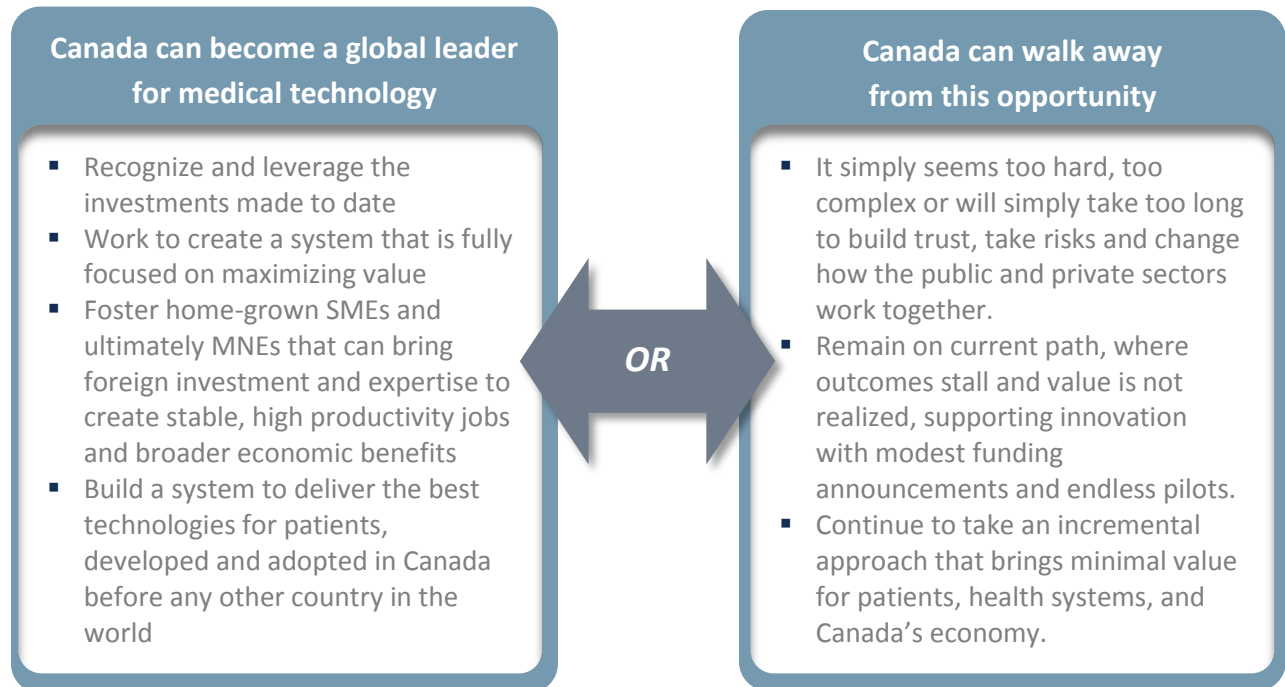 Canada can become a global leader
for medical technology
▪ Recognize and leverage the
investments made to date
▪ Work to create a system that is fully
focused on maximizing value
▪ Foster home-grown SMEs and
ultimately MNEs that can bring
foreign investment and expertise to
create stable, high productivity jobs
and broader economic benefits
▪ Build a system to deliver the best
technologies for patients,
developed and adopted in Canada
before any other country in the
world
OR
Canada can walk away
from this opportunity
▪ It simply seems too hard, too
complex or will simply take too long
to build trust, take risks and change
how the public and private sectors
work together.
▪ Remain on current path, where
outcomes stall and value is not
realized, supporting innovation
with modest funding
announcements and endless pilots.
▪ Continue to take an incremental
approach that brings minimal value
for patients, health systems, and
Canada’s economy.